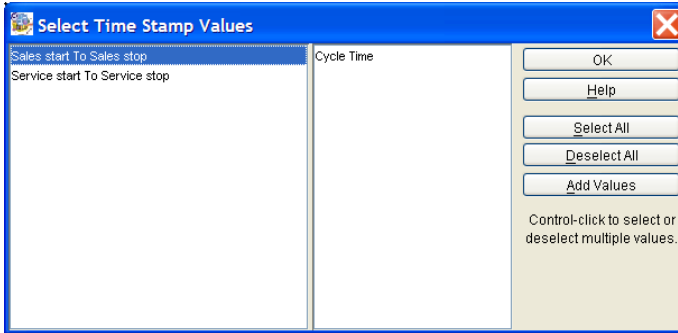 Select Time Stamp Values
Sales start To Sales stop
Service start To Service stop
Cycle Time
OK
Help
Select All
Deselect All
Add Values
Control-click to select or
deselect multiple values.